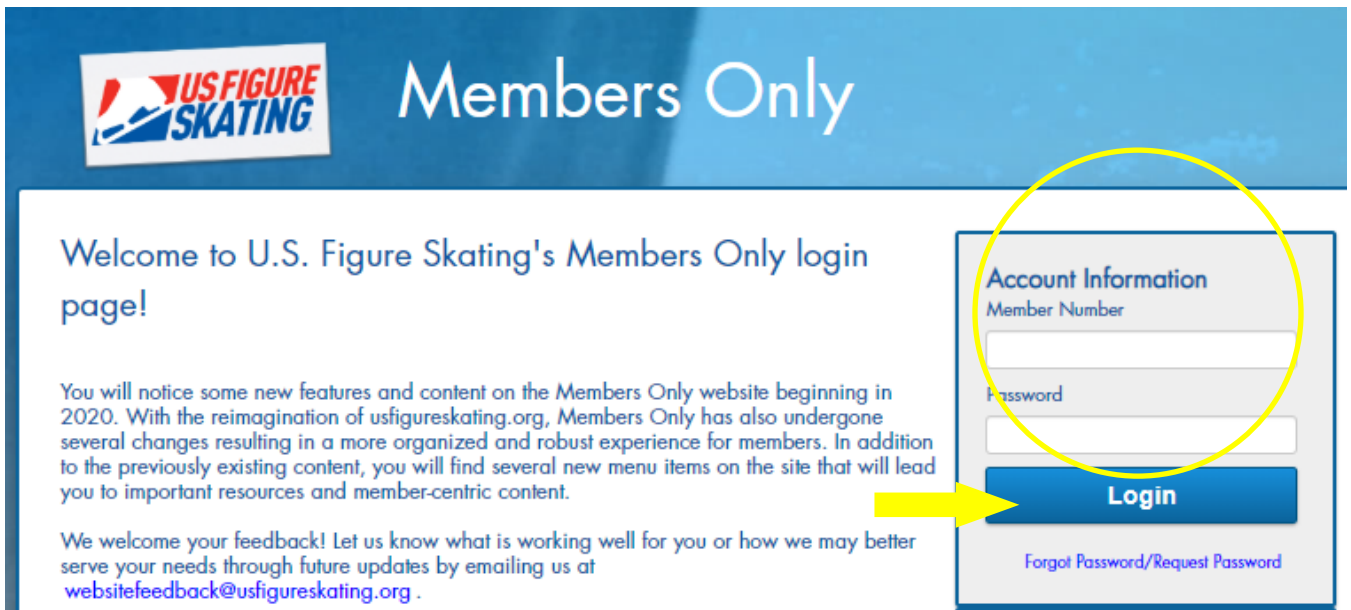 US FIGURE
SKATING
Members Only
Welcome to U.S. Figure Skating's Members Only login
page!
You will notice some new features and content on the Members Only website beginning in
2020. With the reimagination of usfigureskating.org, Members Only has also undergone
several changes resulting in a more organized and robust experience for members. In addition
to the previously existing content, you will find several new menu items on the site that will lead
you to important resources and member-centric content.
We welcome your feedback! Let us know what is working well for you or how we may better
serve your needs through future updates by emailing us at
websitefeedback@usfigureskating.org .
Account Information
Member Number
Password
Login
Forgot Password/Request Password